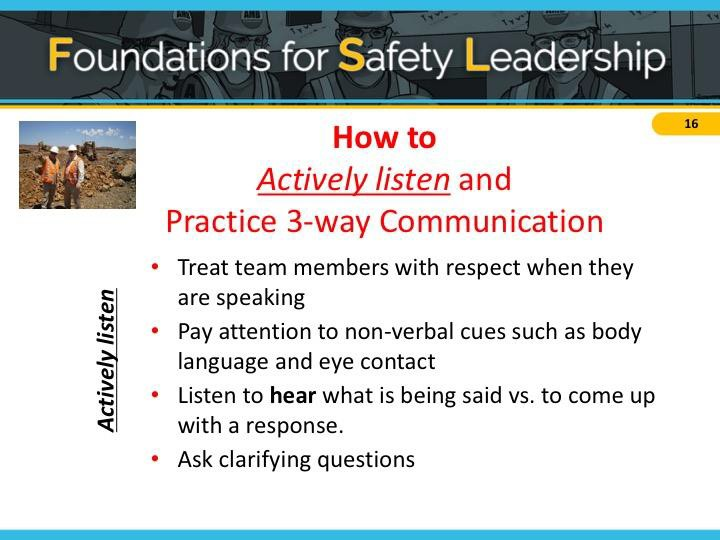 Foundations for Safety Leadership
16
How to
Actively listen and
Practice 3-way Communication
Actively listen
• Treat team members with respect when they
are speaking
• Pay attention to non-verbal cues such as body
language and eye contact
• Listen to hear what is being said vs. to come up
with a response.
• Ask clarifying questions